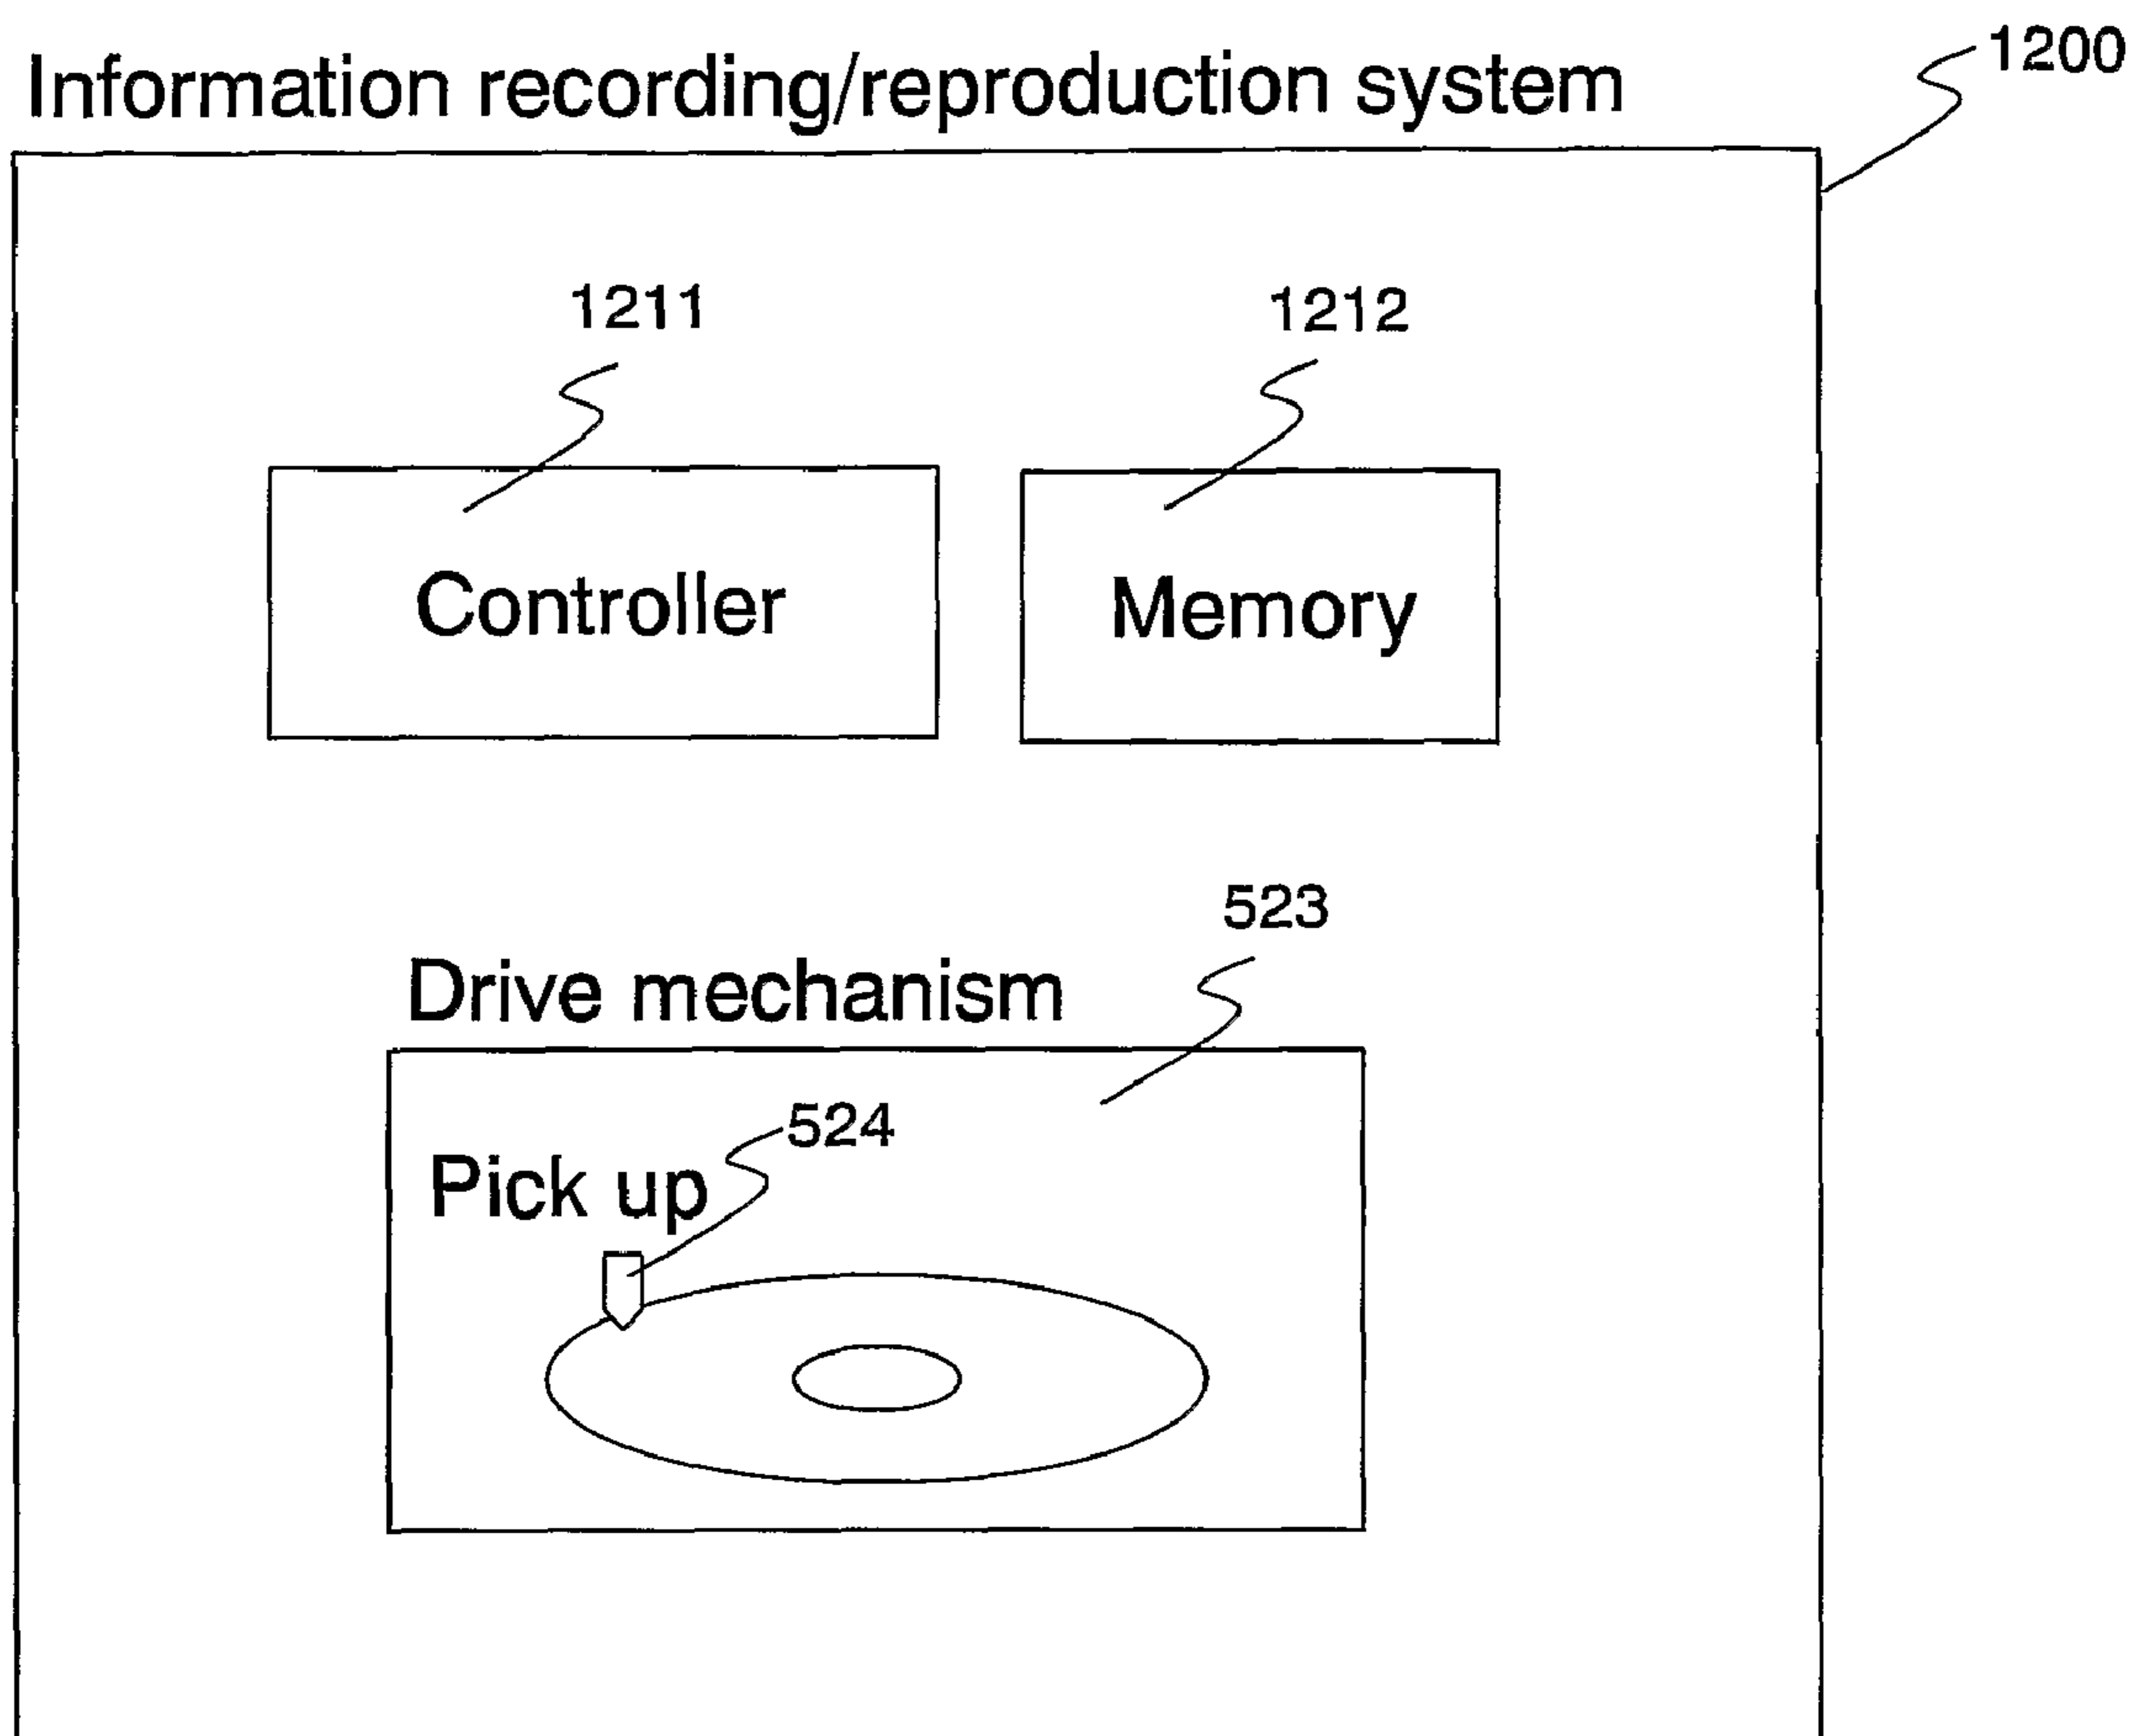 1200
Information recording/reproduction system
1211
1212
Controller
Memory
523
Drive mechanism
524
Pick up